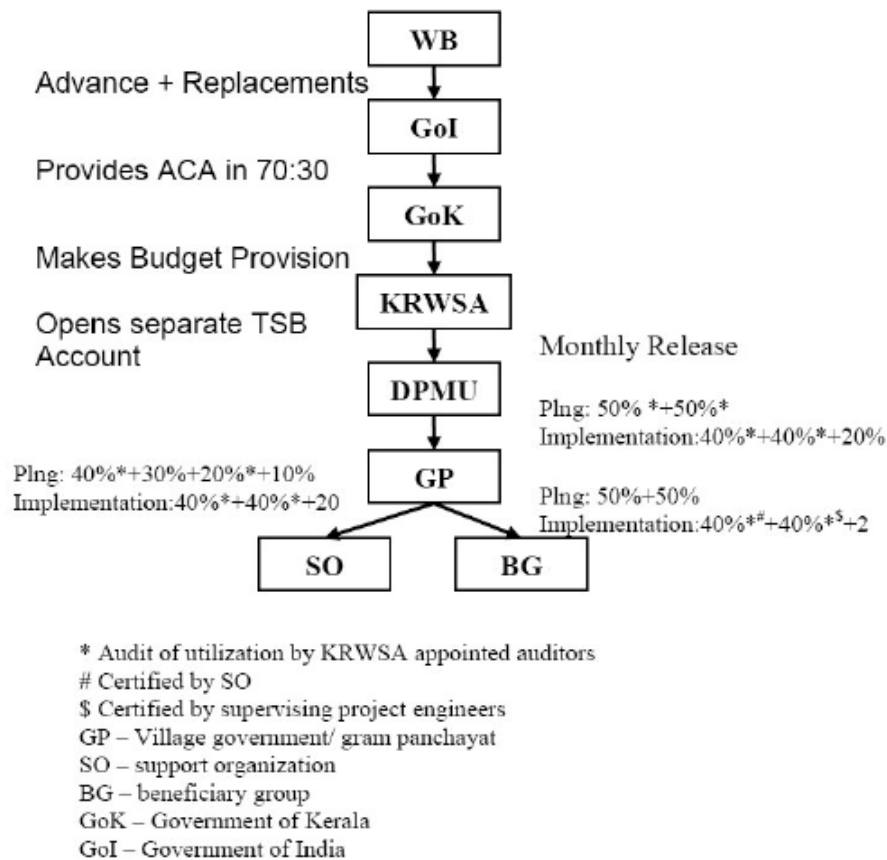 WB
Advance + Replacements
GoI
Provides ACA in 70:30
GoK
Makes Budget Provision
KRWSA
Opens separate TSB
Account
Monthly Release
DPMU
Plng: 50% *+50%*
Implementation:40%*+40%*+20%
Plng: 40%*+30%+20%*+10%
Implementation:40%*+40%*+20
GP
Plng: 50%+50%
Implementation:40%*#+40%*$+2
SO
BG
* Audit of utilization by KRWSA appointed auditors
# Certified by SO
$ Certified by supervising project engineers
GP – Village government/ gram panchayat
SO – support organization
BG – beneficiary group
GoK – Government of Kerala
GoI – Government of India